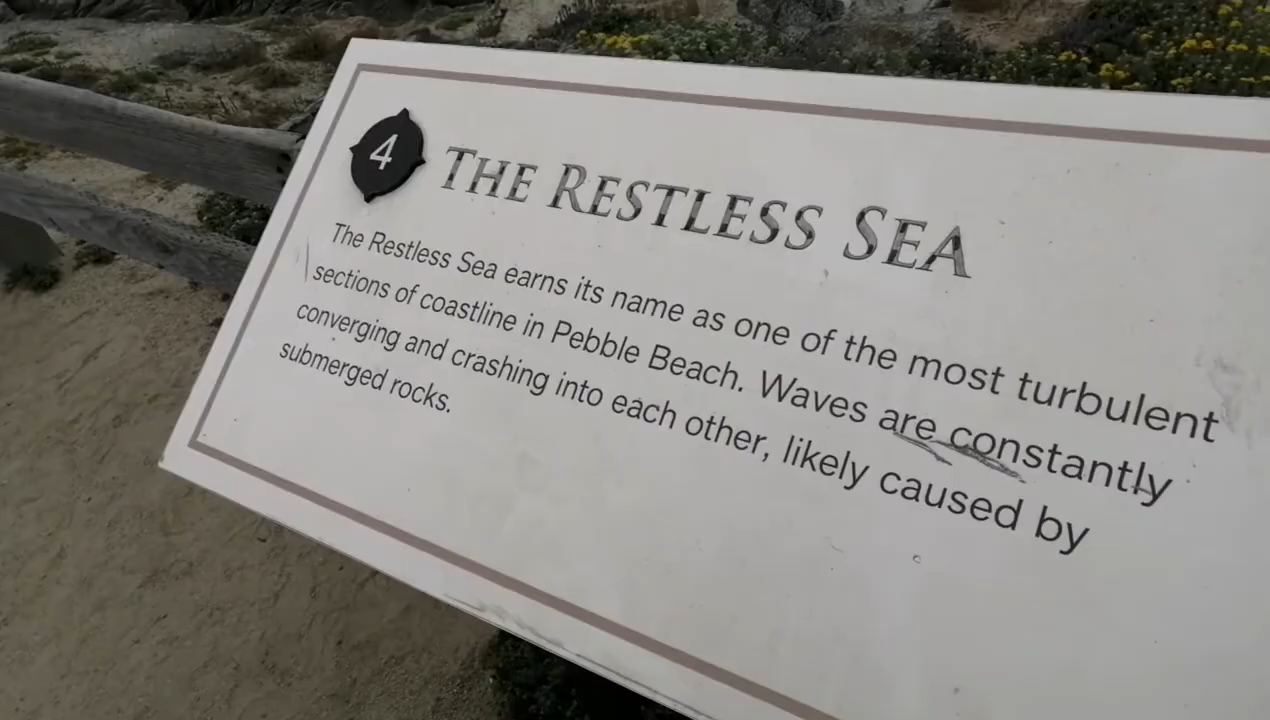 4
THE RESTLESS SEA
The Restless Sea earns its name as one of the most turbulent
sections of coastline in Pebble Beach. Waves are constantly
converging and crashing into each other, likely caused by
submerged rocks.